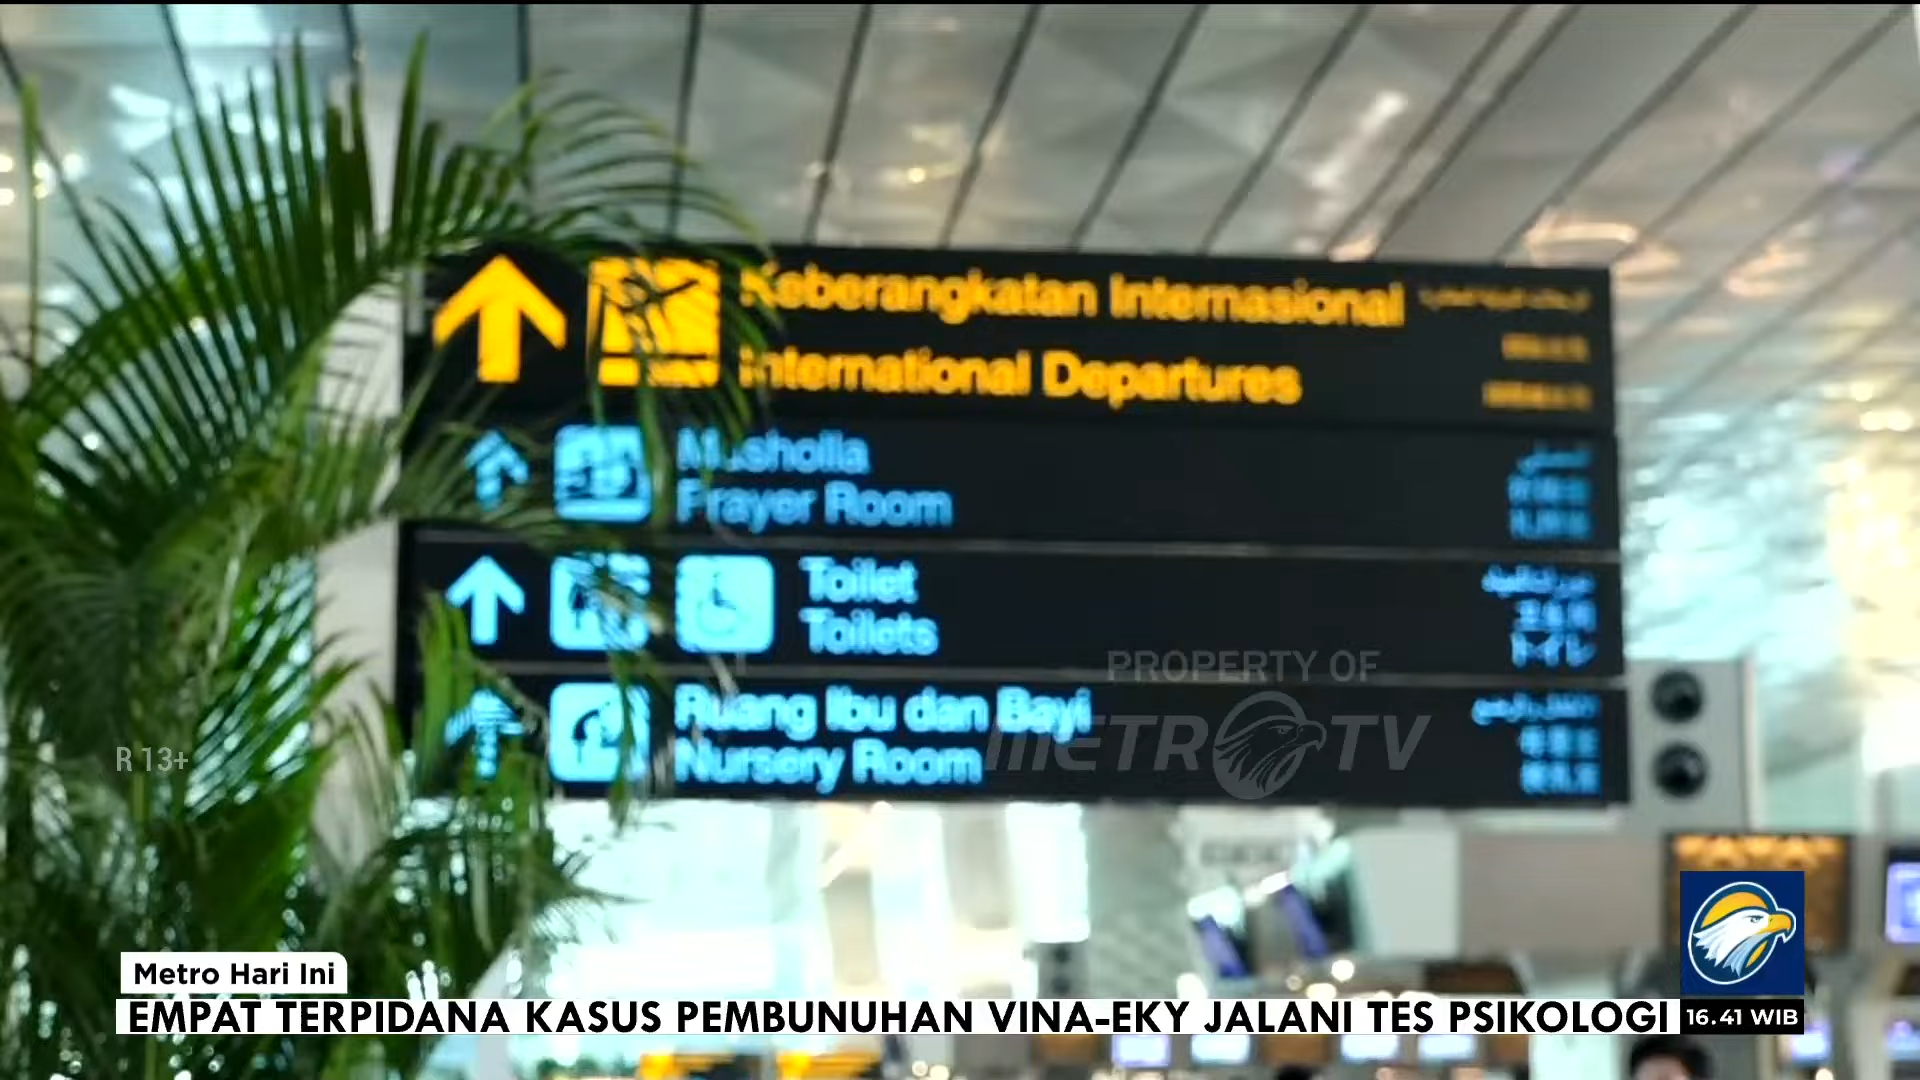 Keberangkatan Internasional
International Departures
Musholla
Prayer Room
Toilet
Toilets
Ruang Ibu dan Bayi
Nursery Room
PROPERTY OF
METRO TV
R 13+
Metro Hari Ini
EMPAT TERPIDANA KASUS PEMBUNUHAN VINA-EKY JALANI TES PSIKOLOGI
16.41 WIB